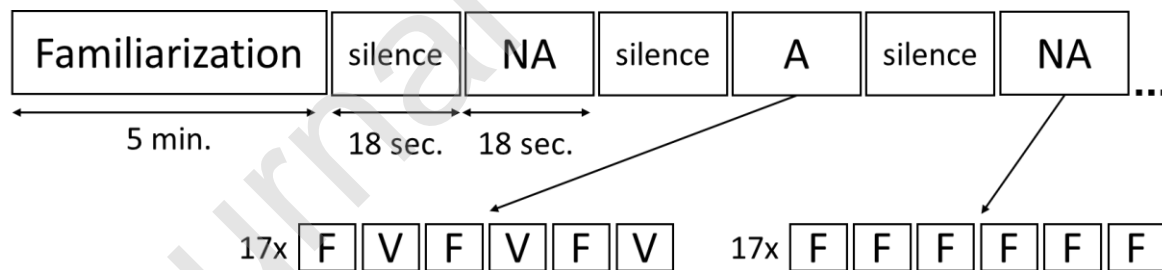 Familiarization silence NA silence A silence NA ...
5 min. 18 sec. 18 sec.
17x F V F V F V 17x F F F F F F